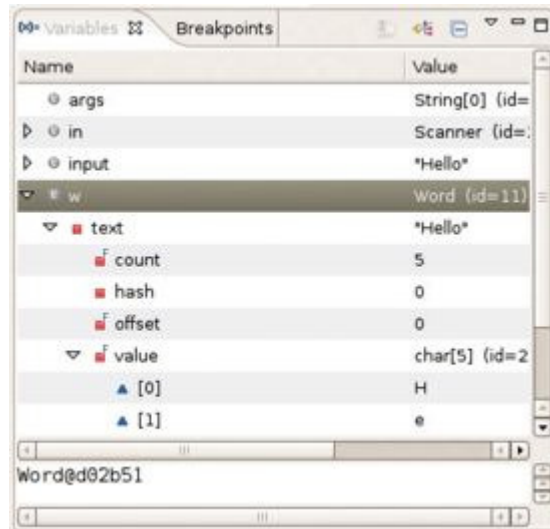 Variables Breakpoints
Name Value
args String[0] (id=
in Scanner (id=
input "Hello"
w Word (id=11)
text "Hello"
count 5
hash 0
offset 0
value char[5] (id=2
[0] H
[1] e
Word@d02b51